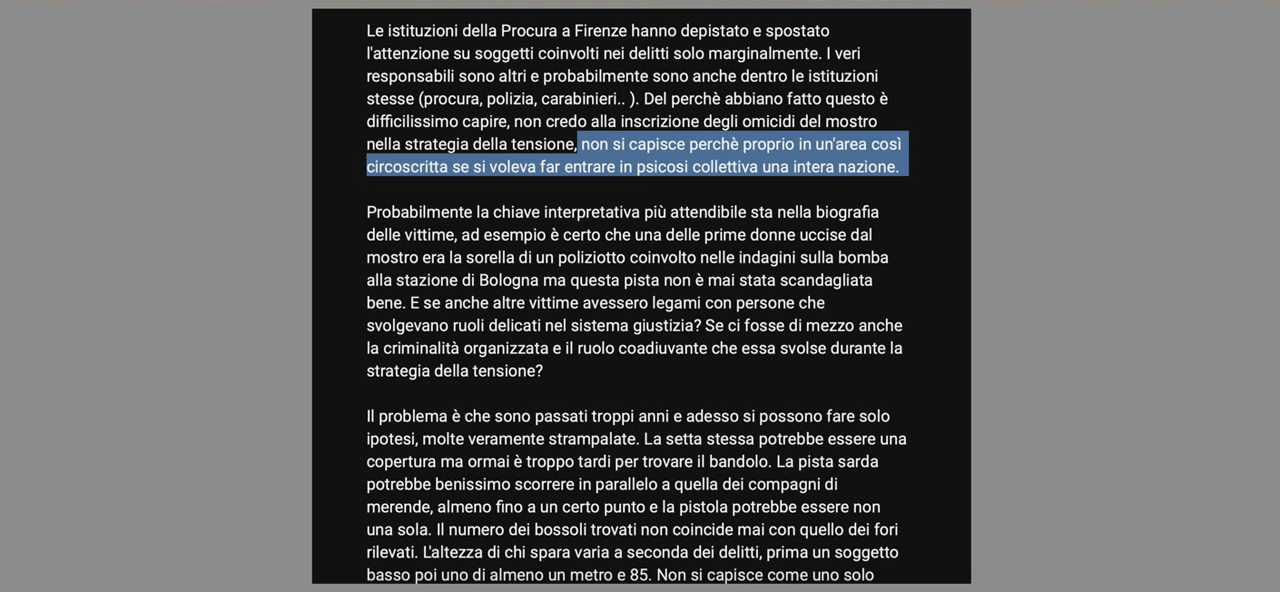 Le istituzioni della Procura a Firenze hanno depistato e spostato
l'attenzione su soggetti coinvolti nei delitti solo marginalmente. I veri
responsabili sono altri e probabilmente sono anche dentro le istituzioni
stesse (procura, polizia, carabinieri.. ). Del perchè abbiano fatto questo è
difficilissimo capire, non credo alla inscrizione degli omicidi del mostro
nella strategia della tensione, non si capisce perchè proprio in un'area così
circoscritta se si voleva far entrare in psicosi collettiva una intera nazione.
Probabilmente la chiave interpretativa più attendibile sta nella biografia
delle vittime, ad esempio è certo che una delle prime donne uccise dal
mostro era la sorella di un poliziotto coinvolto nelle indagini sulla bomba
alla stazione di Bologna ma questa pista non è mai stata scandagliata
bene. E se anche altre vittime avessero legami con persone che
svolgevano ruoli delicati nel sistema giustizia? Se ci fosse di mezzo anche
la criminalità organizzata e il ruolo coadiuvante che essa svolse durante la
strategia della tensione?
Il problema è che sono passati troppi anni e adesso si possono fare solo
ipotesi, molte veramente strampalate. La setta stessa potrebbe essere una
copertura ma ormai è troppo tardi per trovare il bandolo. La pista sarda
potrebbe benissimo scorrere in parallelo a quella dei compagni di
merende, almeno fino a un certo punto e la pistola potrebbe essere non
una sola. Il numero dei bossoli trovati non coincide mai con quello dei fori
rilevati. L'altezza di chi spara varia a seconda dei delitti, prima un soggetto
basso poi uno di almeno un metro e 85. Non si capisce come uno solo